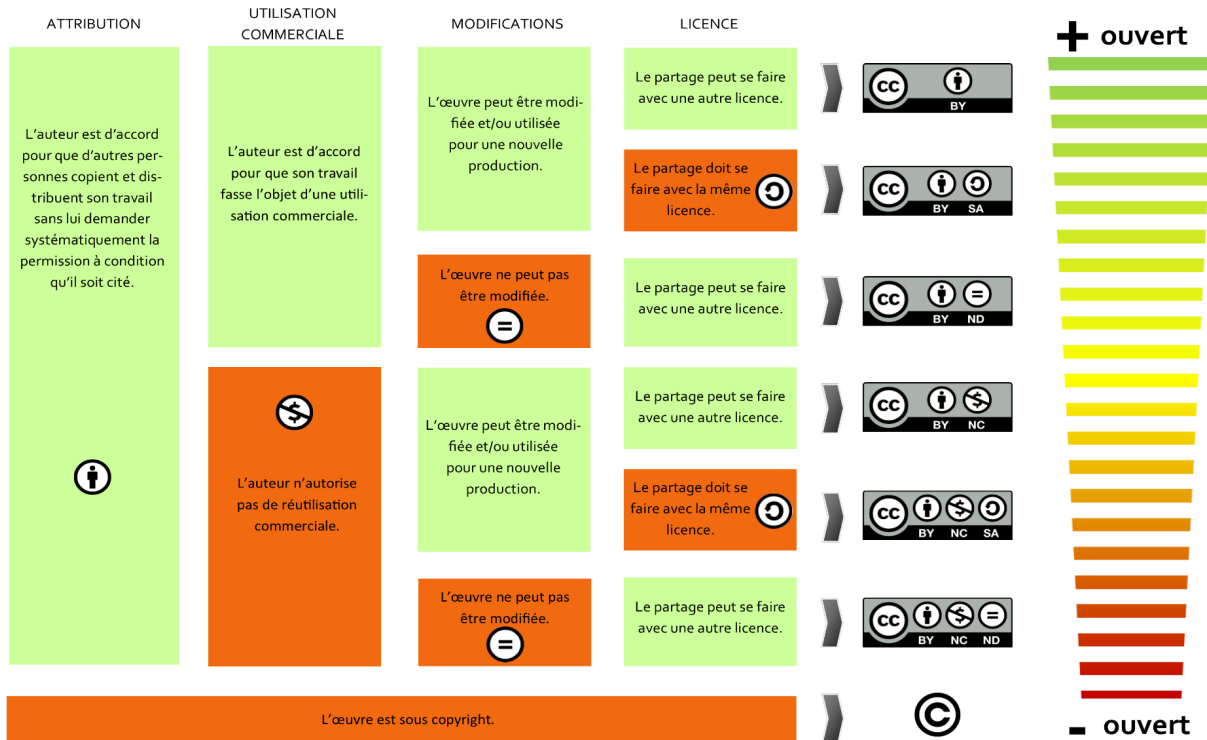 ATTRIBUTION
UTILISATION
COMMERCIALE
MODIFICATIONS
LICENCE
+ ouvert
L'auteur est d'accord
pour que d'autres per-
sonnes copient et dis-
tribuent son travail
sans lui demander
systématiquement la
permission à condition
qu'il soit cité.
L'auteur est d'accord
pour que son travail
fasse l'objet d'une utili-
sation commerciale.
L'œuvre peut être modi-
fiée et/ou utilisée
pour une nouvelle
production.
Le partage peut se faire
avec une autre licence.
CC
BY
Le partage doit se
faire avec la même
licence.
CC
BY SA
L'œuvre ne peut pas
être modifiée.
=
Le partage peut se faire
avec une autre licence.
CC =
BY ND
$
L'auteur n'autorise
pas de réutilisation
commerciale.
L'œuvre peut être modi-
fiée et/ou utilisée
pour une nouvelle
production.
Le partage peut se faire
avec une autre licence.
CC $
BY NC
Le partage doit se
faire avec la même
licence.
CC $
BY NC SA
L'œuvre ne peut pas
être modifiée.
=
Le partage peut se faire
avec une autre licence.
CC $ =
BY NC ND
L'œuvre est sous copyright.
©
- ouvert